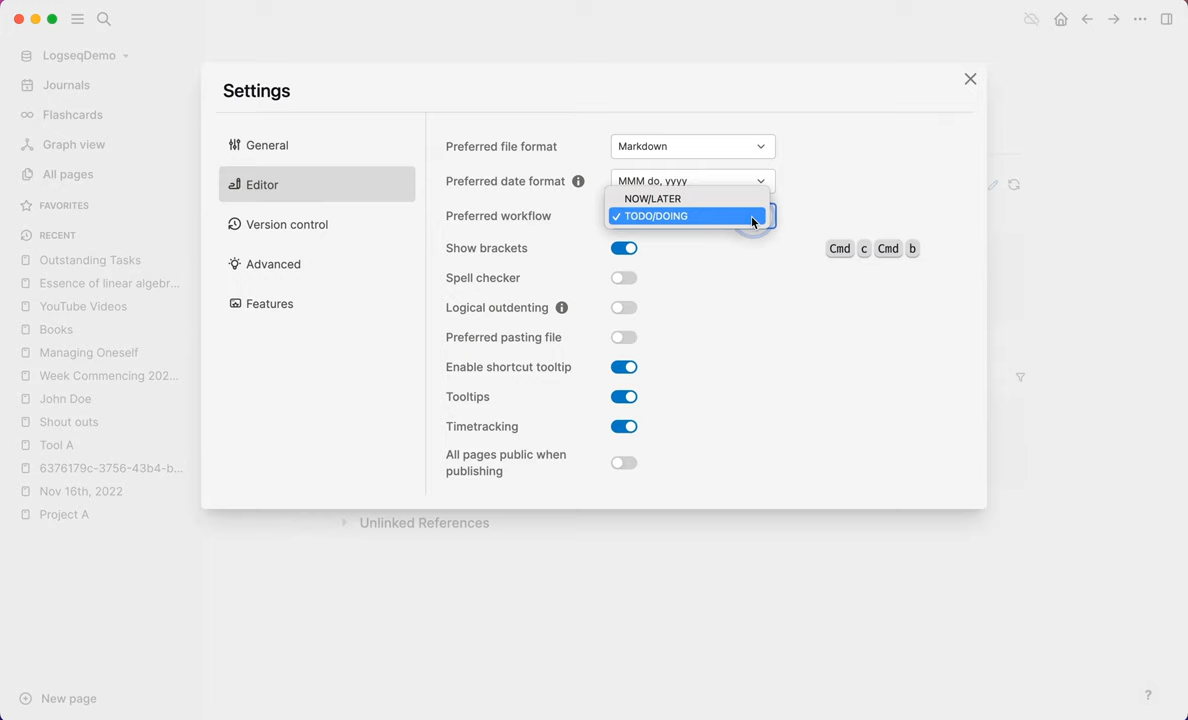 LogseqDemo
Journals
Flashcards
Graph view
All pages
FAVORITES
RECENT
Outstanding Tasks
Essence of linear algebr...
YouTube Videos
Books
Managing Oneself
Week Commencing 202...
John Doe
Shout outs
Tool A
6376179c-3756-43b4-b...
Nov 16th, 2022
Project A
New page
Settings
General
Editor
Version control
Advanced
Features
Preferred file format Markdown
Preferred date format MMM do, yyyy
Preferred workflow
NOW/LATER
✓ TODO/DOING
Show brackets Cmd c Cmd b
Spell checker
Logical outdenting
Preferred pasting file
Enable shortcut tooltip
Tooltips
Timetracking
All pages public when
publishing
Unlinked References
?